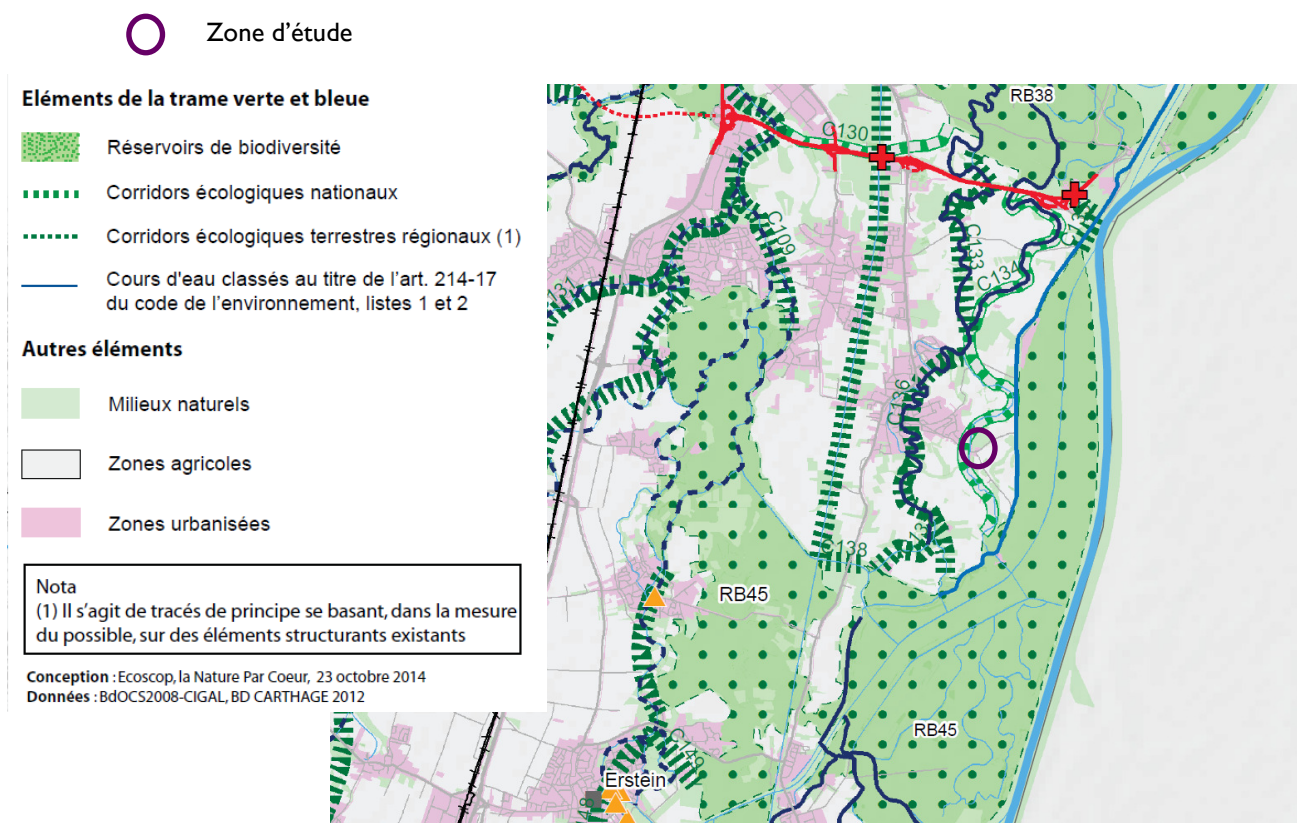 Zone d'étude
Eléments de la trame verte et bleue
Réservoirs de biodiversité
Corridors écologiques nationaux
Corridors écologiques terrestres régionaux (1)
Cours d'eau classés au titre de l'art. 214-17
du code de l'environnement, listes 1 et 2
Autres éléments
Milieux naturels
Zones agricoles
Zones urbanisées
Nota
(1) Il s'agit de tracés de principe se basant, dans la mesure
du possible, sur des éléments structurants existants
Conception : Ecoscop, la Nature Par Coeur, 23 octobre 2014
Données : BdOCS2008-CIGAL, BD CARTHAGE 2012
RB38
C130
C109
C133
C134
C136
C138
RB45
RB45
C149
Erstein